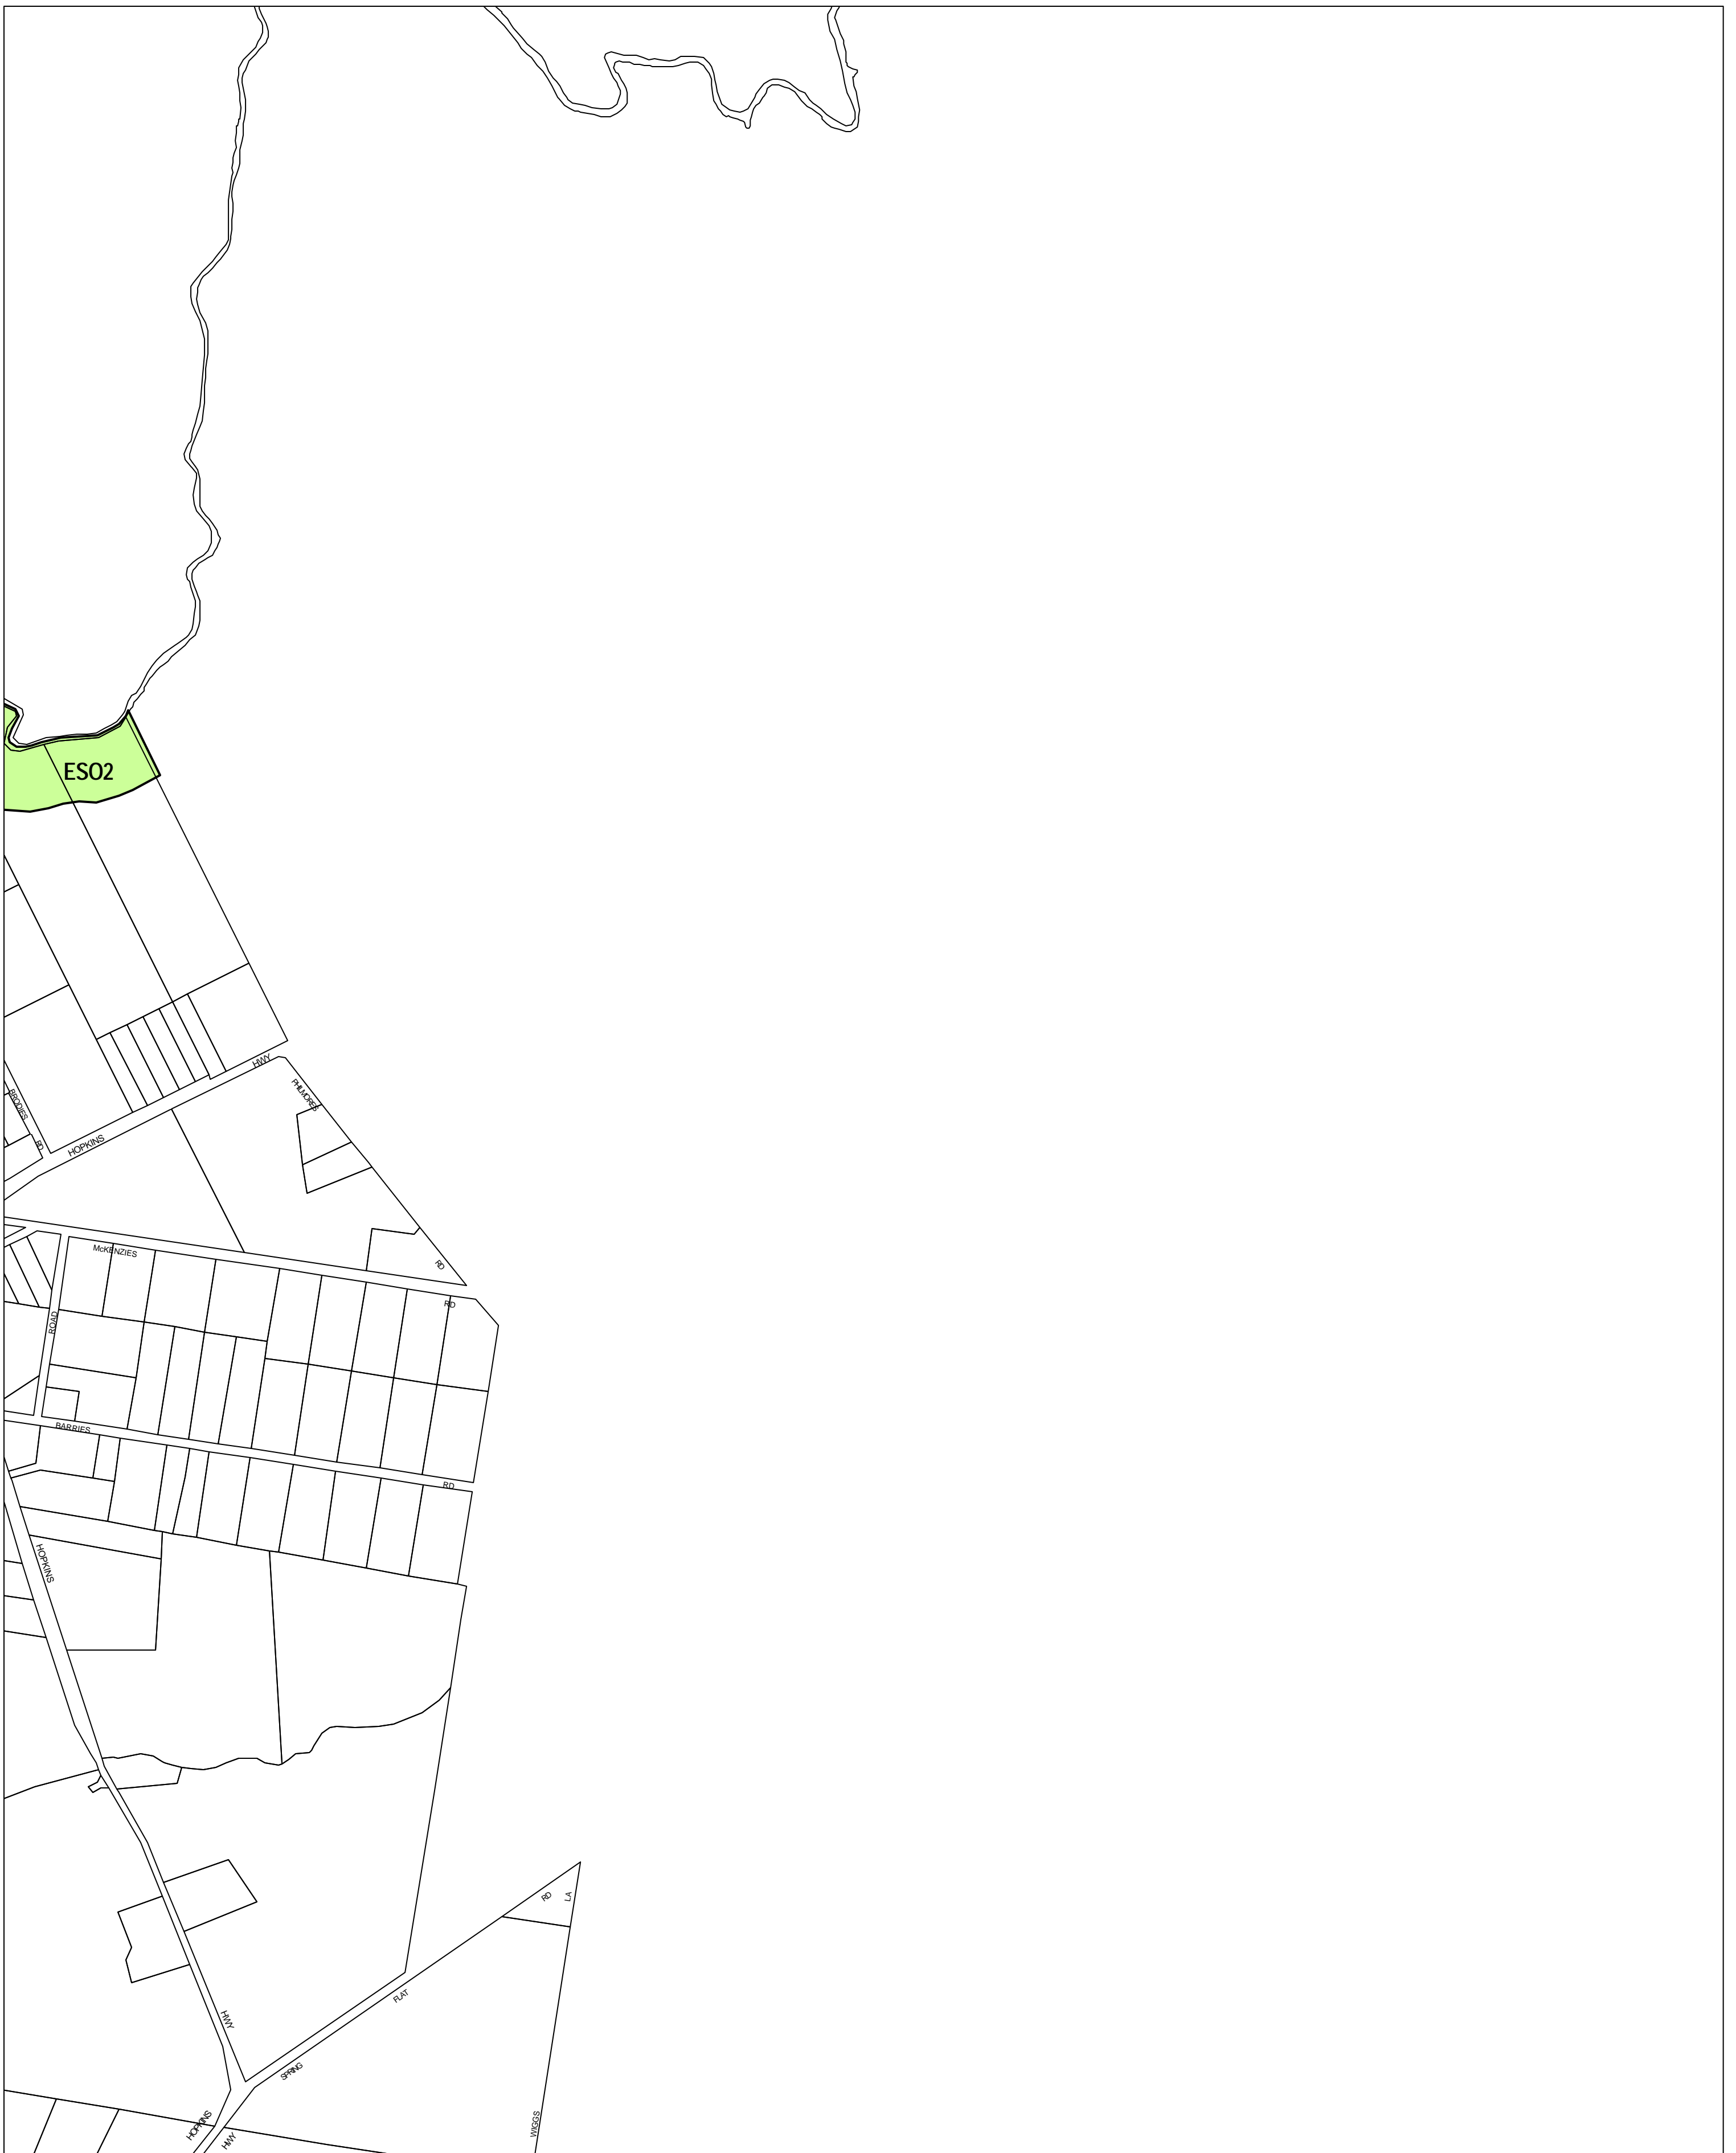 ESO2
HWY
PHILMORES
BRODIES
RD
HOPKINS
McKENZIES
RD
RD
ROAD
BARRIES
RD
HOPKINS
RD
LA
FLAT
HWY
SPRING
HOPKINS
WIGGS
HWY